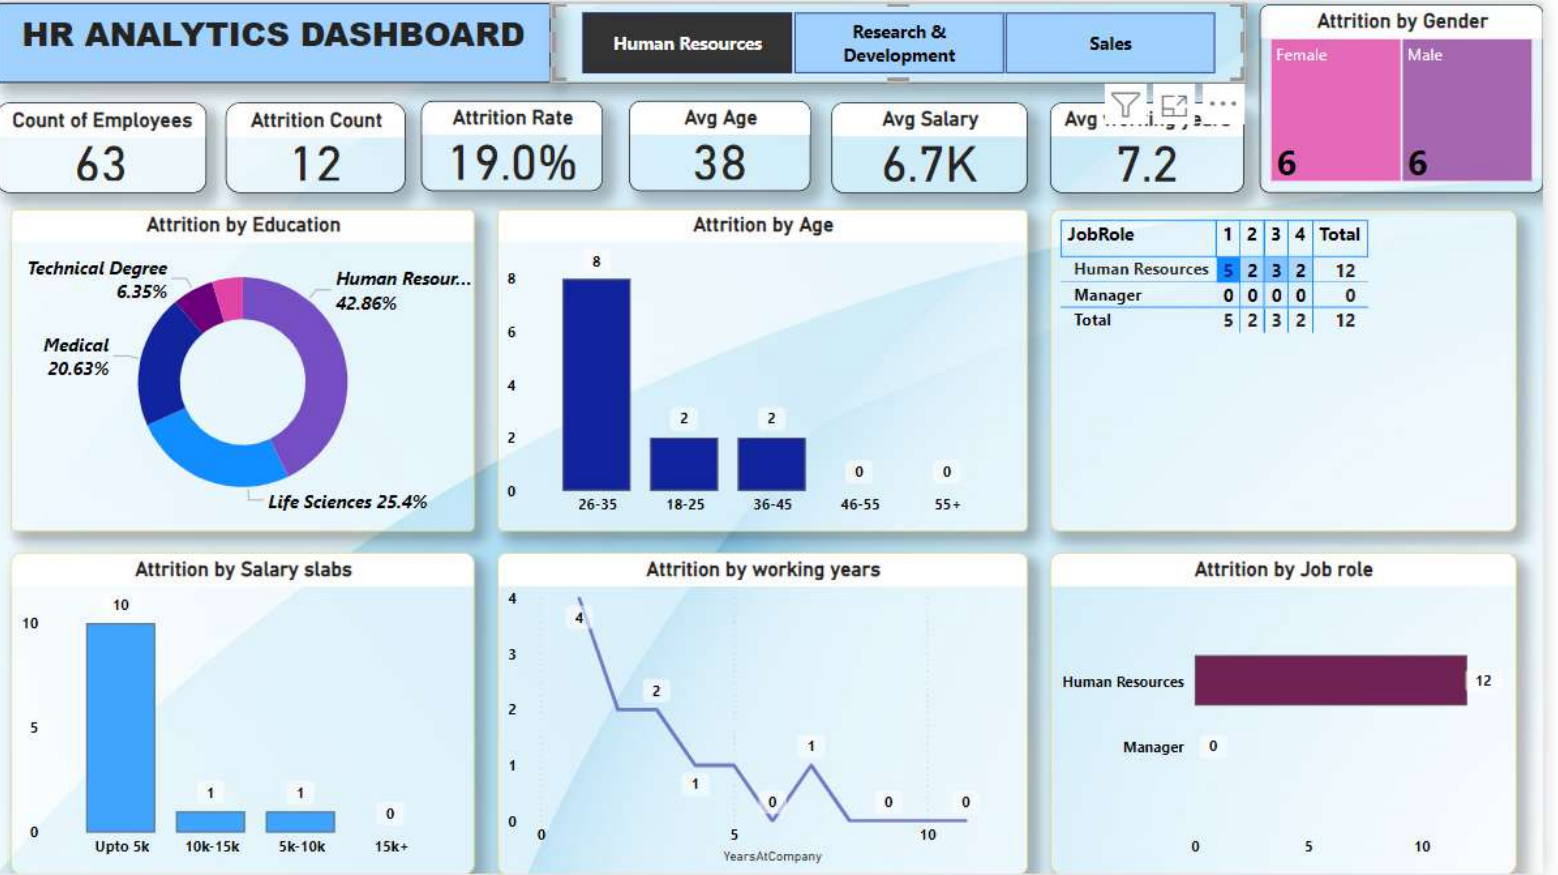 HR ANALYTICS DASHBOARD
Human Resources
Research &
Development
Sales
Attrition by Gender
Female
6
Male
6
Count of Employees
63
Attrition Count
12
Attrition Rate
19.0%
Avg Age
38
Avg Salary
6.7K
Avg
7.2
Attrition by Education
Technical Degree
6.35%
Human Resour...
42.86%
Medical
20.63%
Life Sciences 25.4%
Attrition by Age
8
6
4
2
0
8
2
2
0
0
26-35
18-25
36-45
46-55
55+
JobRole 1 2 3 4 Total
Human Resources 5 2 3 2 12
Manager 0 0 0 0 0
Total 5 2 3 2 12
Attrition by Salary slabs
10
5
0
10
1
1
0
Upto 5k
10k-15k
5k-10k
15k+
Attrition by working years
4
3
2
1
0
4
2
1
0
1
0
0
0
5
10
YearsAtCompany
Attrition by Job role
Human Resources
12
Manager
0
0
5
10